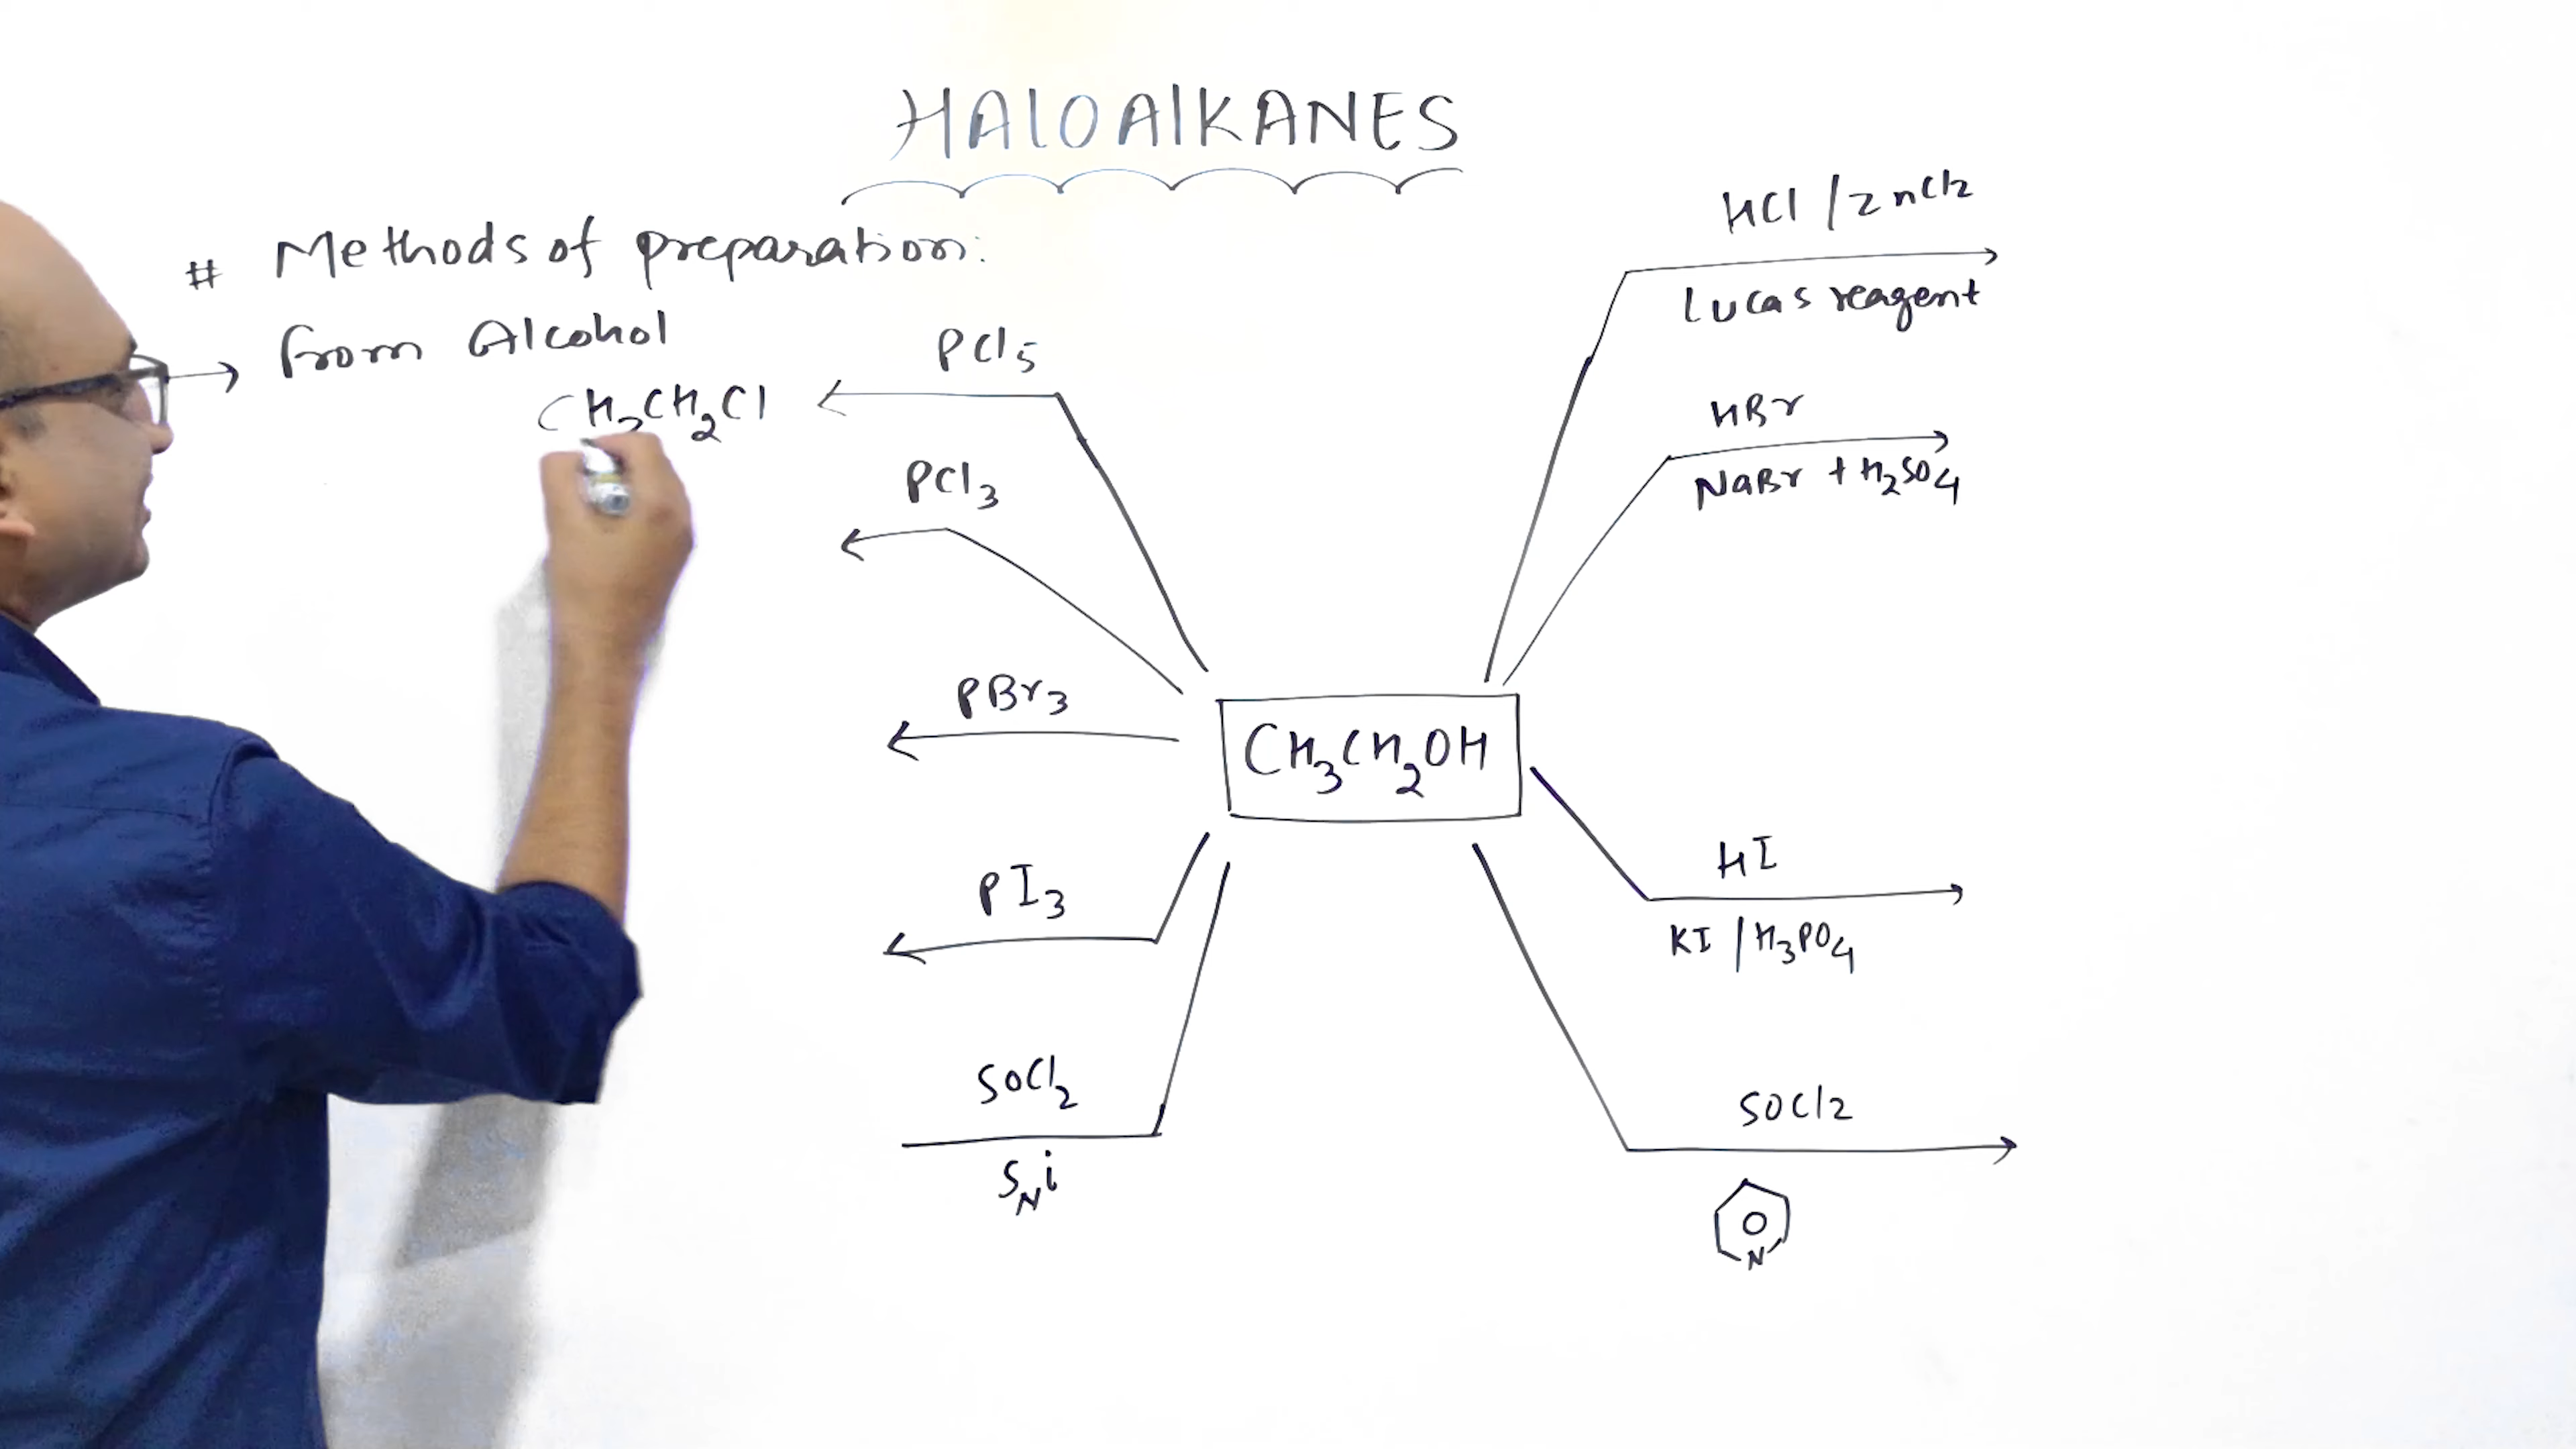 HALOAlKANES
# Methods of preparation:
→ from Alcohol
PCl5
CH3CH2Cl
PCl3
PBr3
PI3
SOCl2
SNi
CH3CH2OH
HCl / ZnCl2
Lucas reagent
HBr
NaBr + H2SO4
HI
KI / H3PO4
SOCl2
N